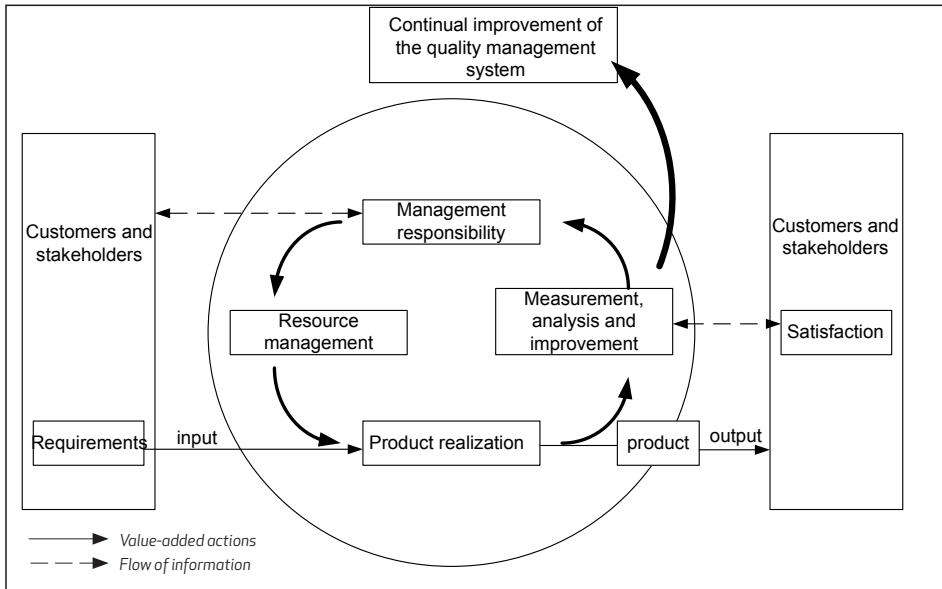 Continual improvement of
the quality management
system
Customers and
stakeholders
Management
responsibility
Customers and
stakeholders
Resource
management
Measurement,
analysis and
improvement
Satisfaction
Requirements
input
Product realization
product
output
Value-added actions
Flow of information